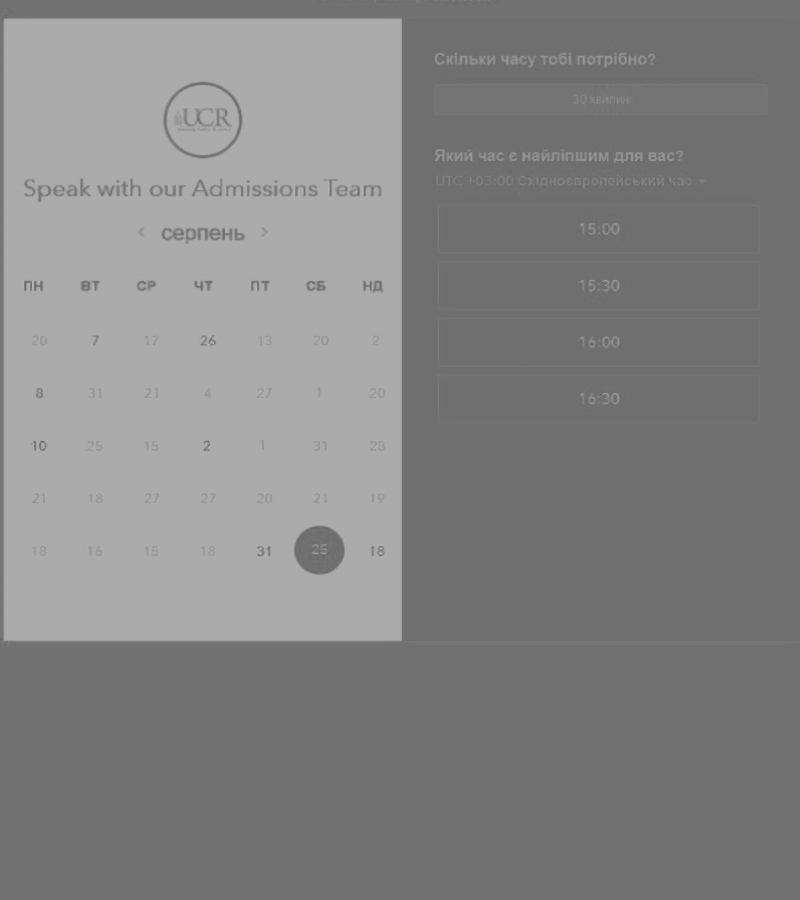 UCR
Speak with our Admissions Team
серпень
ПН ВТ СР ЧТ ПТ СБ НД
20 7 17 26 13 20 2
8 31 21 4 27 1 20
10 25 15 2 1 31 28
21 18 27 27 20 21 19
18 16 15 18 31 25 18
Скільки часу тобі потрібно?
30 хвилин
Який час є найліпшим для вас?
UTC +03:00 Східноєвропейський час
15:00
15:30
16:00
16:30